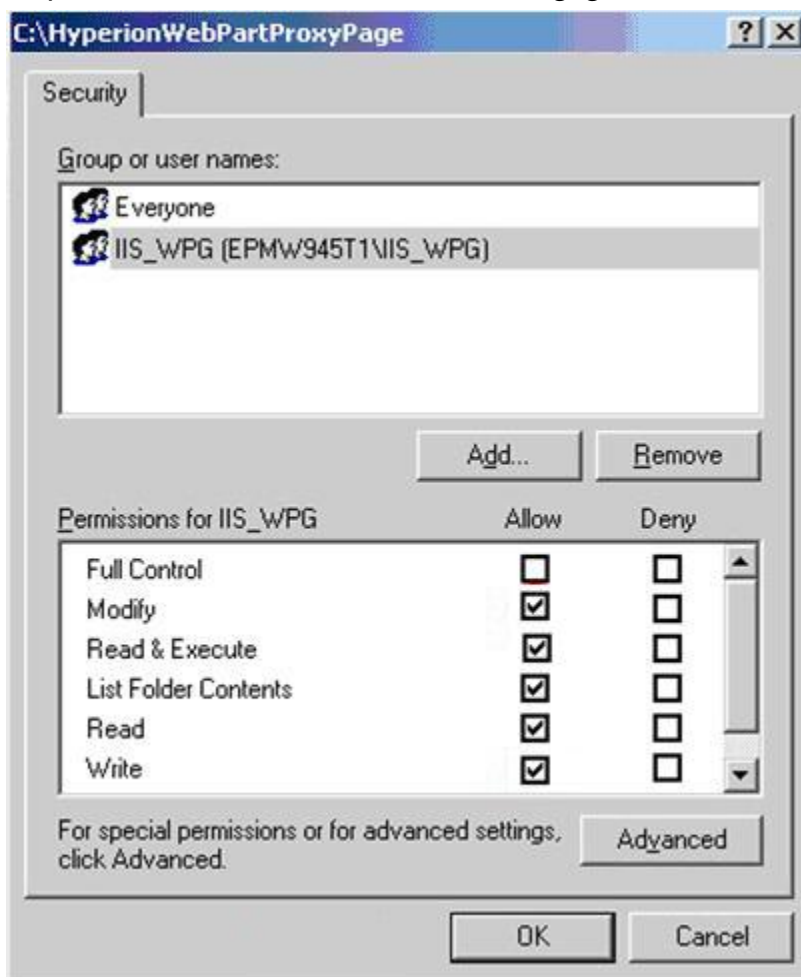 C:\HyperionWebPartProxyPage ? X
Security
Group or user names:
Everyone
IIS_WPG (EPMW945T1\IIS_WPG)
Add... Remove
Permissions for IIS_WPG Allow Deny
Full Control
Modify
Read & Execute
List Folder Contents
Read
Write
For special permissions or for advanced settings,
click Advanced.
Advanced
OK Cancel